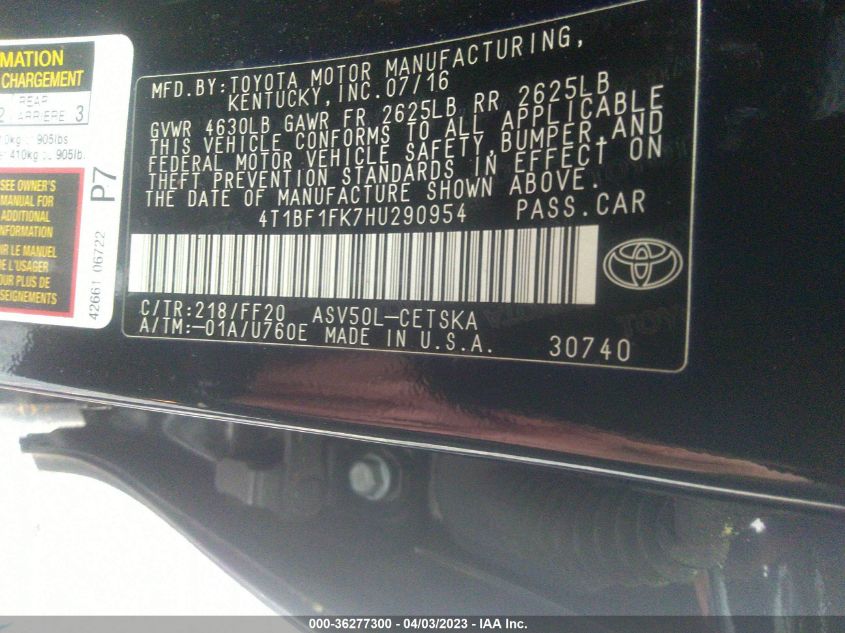 MATION
CHARGEMENT
REAR
ARRIERE 3
905lbs
410kg 905lb
SEE OWNER'S
MANUAL FOR
ADDITIONAL
INFORMATION
LE MANUEL
DE L'USAGER
PLUS DE
P7
42661 06722
MFD.BY:TOYOTA MOTOR MANUFACTURING,
KENTUCKY,INC.07/16
GVWR 4630LB GAWR FR 2625LB RR 2625LB
THIS VEHICLE CONFORMS TO ALL APPLICABLE
FEDERAL MOTOR VEHICLE SAFETY,BUMPER,AND
THEFT PREVENTION STANDARDS IN EFFECT ON
THE DATE OF MANUFACTURE SHOWN ABOVE.
4T1BF1FK7HU290954 PASS.CAR
C/TR:218/FF20 ASV50L-CETSKA
A/TM:-01A/U760E MADE IN U.S.A. 30740
TOYOTA
000-36277300 - 04/03/2023 - IAA Inc.